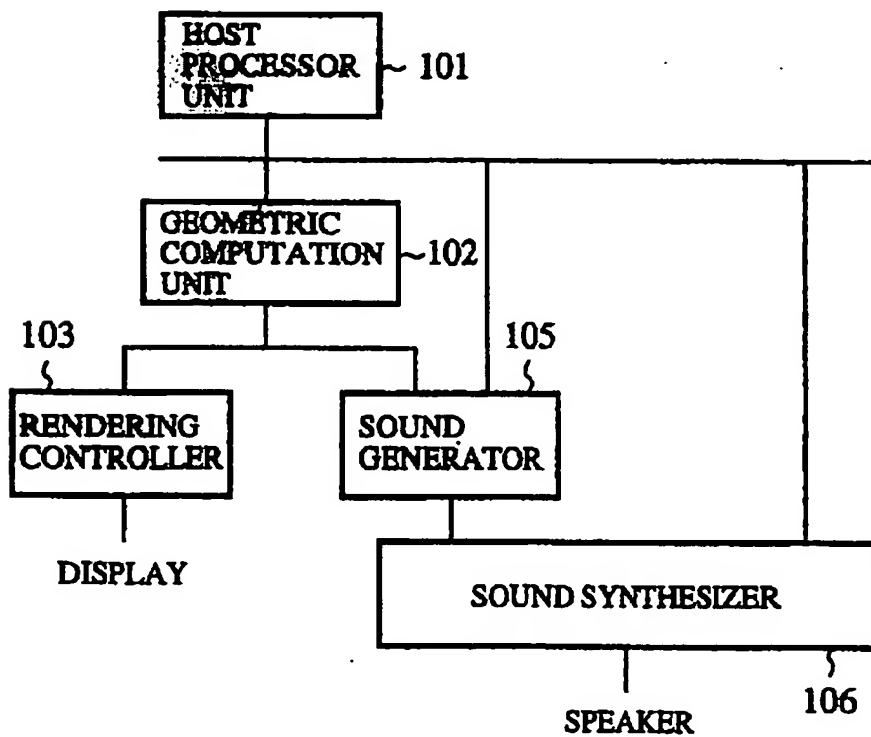 HOST
PROCESSOR
UNIT
101
GEOMETRIC
COMPUTATION
UNIT
102
103
105
RENDERING
CONTROLLER
SOUND
GENERATOR
DISPLAY
SOUND SYNTHESIZER
106
SPEAKER